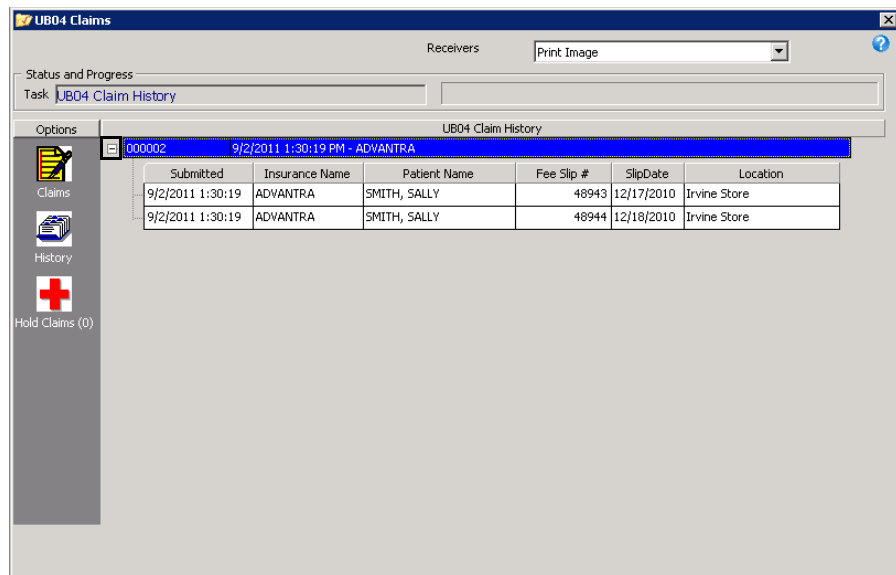 UB04 Claims
Receivers Print Image
Status and Progress
Task UB04 Claim History
Options UB04 Claim History
000002 9/2/2011 1:30:19 PM - ADVANTRA
Submitted Insurance Name Patient Name Fee Slip # SlipDate Location
9/2/2011 1:30:19 ADVANTRA SMITH, SALLY 48943 12/17/2010 Irvine Store
9/2/2011 1:30:19 ADVANTRA SMITH, SALLY 48944 12/18/2010 Irvine Store
Claims
History
Hold Claims (0)